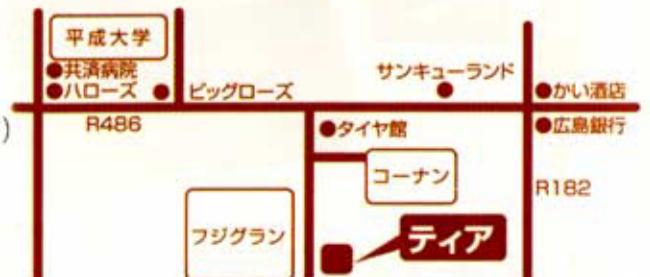 平成大学
●共済病院
●ハローズ ● ビッグローズ
サンキューランド
●かい酒店
)
R486
●タイヤ館
●広島銀行
コーナン
R182
フジグラン
ティア